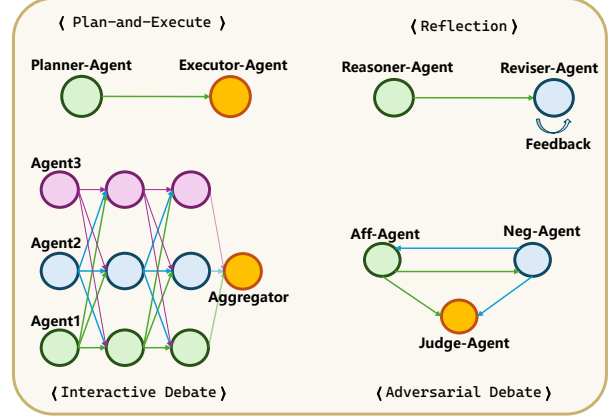 ⟨ Plan-and-Execute ⟩
Planner-Agent
Executor-Agent
⟨ Reflection ⟩
Reasoner-Agent
Reviser-Agent
Feedback
Agent3
Agent2
Agent1
Aggregator
⟨ Interactive Debate ⟩
Aff-Agent
Neg-Agent
Judge-Agent
⟨ Adversarial Debate ⟩